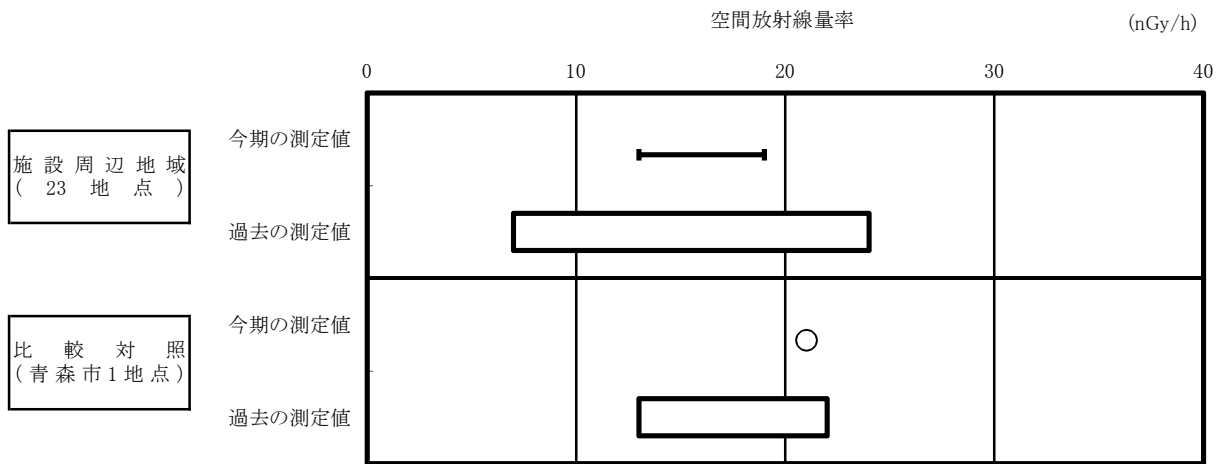 空間放射線量率 (nGy/h)
0 10 20 30 40
今期の測定値
施設周辺地域
(23地点)
過去の測定値
今期の測定値
比較対照
(青森市1地点)
過去の測定値